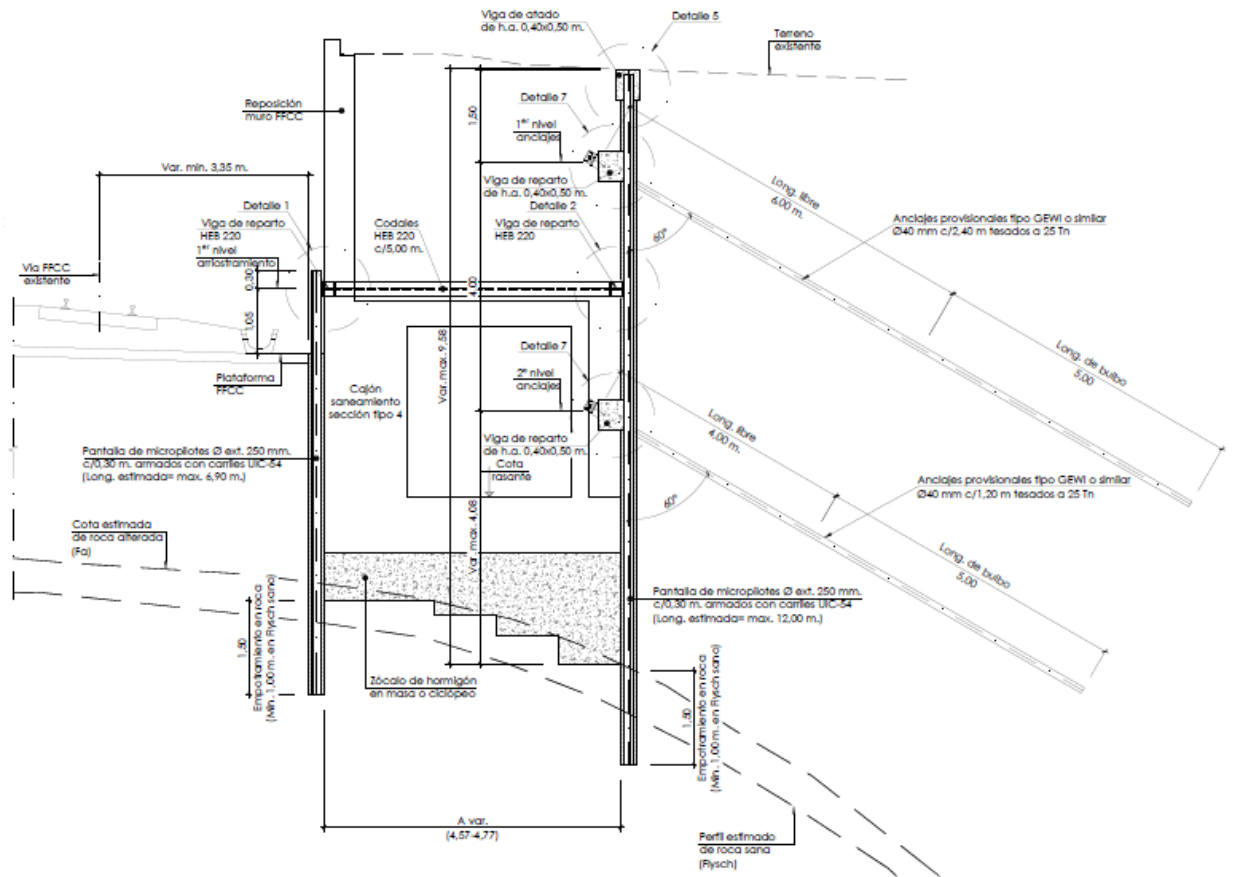 Viga de atado
de h.a. 0,40x0,50 m.
Detalle 5
Terreno
existente
Reposición
muro FFCC
Detalle 7
1er nivel
anclajes
1,50
Var. min. 3,35 m.
Viga de reparto
de h.a. 0,40x0,50 m.
Detalle 1
Viga de reparto
HEB 220
1er nivel
arriostramiento
Codales
HEB 220
c/5,00 m.
Detalle 2
Viga de reparto
HEB 220
Long. libre
6,00 m.
60°
Anclajes provisionales tipo GEWI o similar
Ø40 mm c/2,40 m tesados a 25 Tn
Vía FFCC
existente
0,30
1,05
4,00
Long. de bulbo
5,00
Var. max. 9,58
Detalle 7
2º nivel
anclajes
Plataforma
FFCC
Cajón
saneamiento
sección tipo 4
Viga de reparto
de h.a. 0,40x0,50 m.
Cota
rasante
Long. libre
4,00 m.
60°
Pantalla de micropilotes Ø ext. 250 mm.
c/0,30 m. armados con carriles UIC-54
(Long. estimada= max. 6,90 m.)
Anclajes provisionales tipo GEWI o similar
Ø40 mm c/1,20 m tesados a 25 Tn
Cota estimada
de roca alterada
(Fa)
Var. max. 4,08
Long. de bulbo
5,00
Pantalla de micropilotes Ø ext. 250 mm.
c/0,30 m. armados con carriles UIC-54
(Long. estimada= max. 12,00 m.)
1,50
Empotramiento en roca
(Min. 1,00 m. en Flysch sano)
Zócalo de hormigón
en masa o ciclópeo
1,50
Empotramiento en roca
(Min. 1,00 m. en Flysch sano)
A var.
(4,57-4,77)
Perfil estimado
de roca sana
(Flysch)